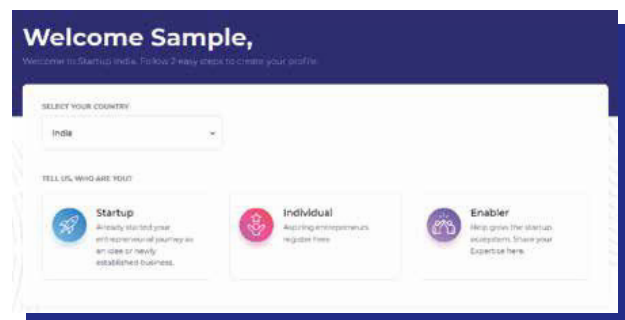 Welcome Sample,
Welcome to Startup India. Follow 2 easy steps to create your profile.
SELECT YOUR COUNTRY
India
TELL US, WHO ARE YOU?
Startup
Already started your
entrepreneurial journey as
an idea or newly
established business.
Individual
Aspiring entrepreneurs
register here
Enabler
Help grow the startup
ecosystem. Share your
Expertise here.